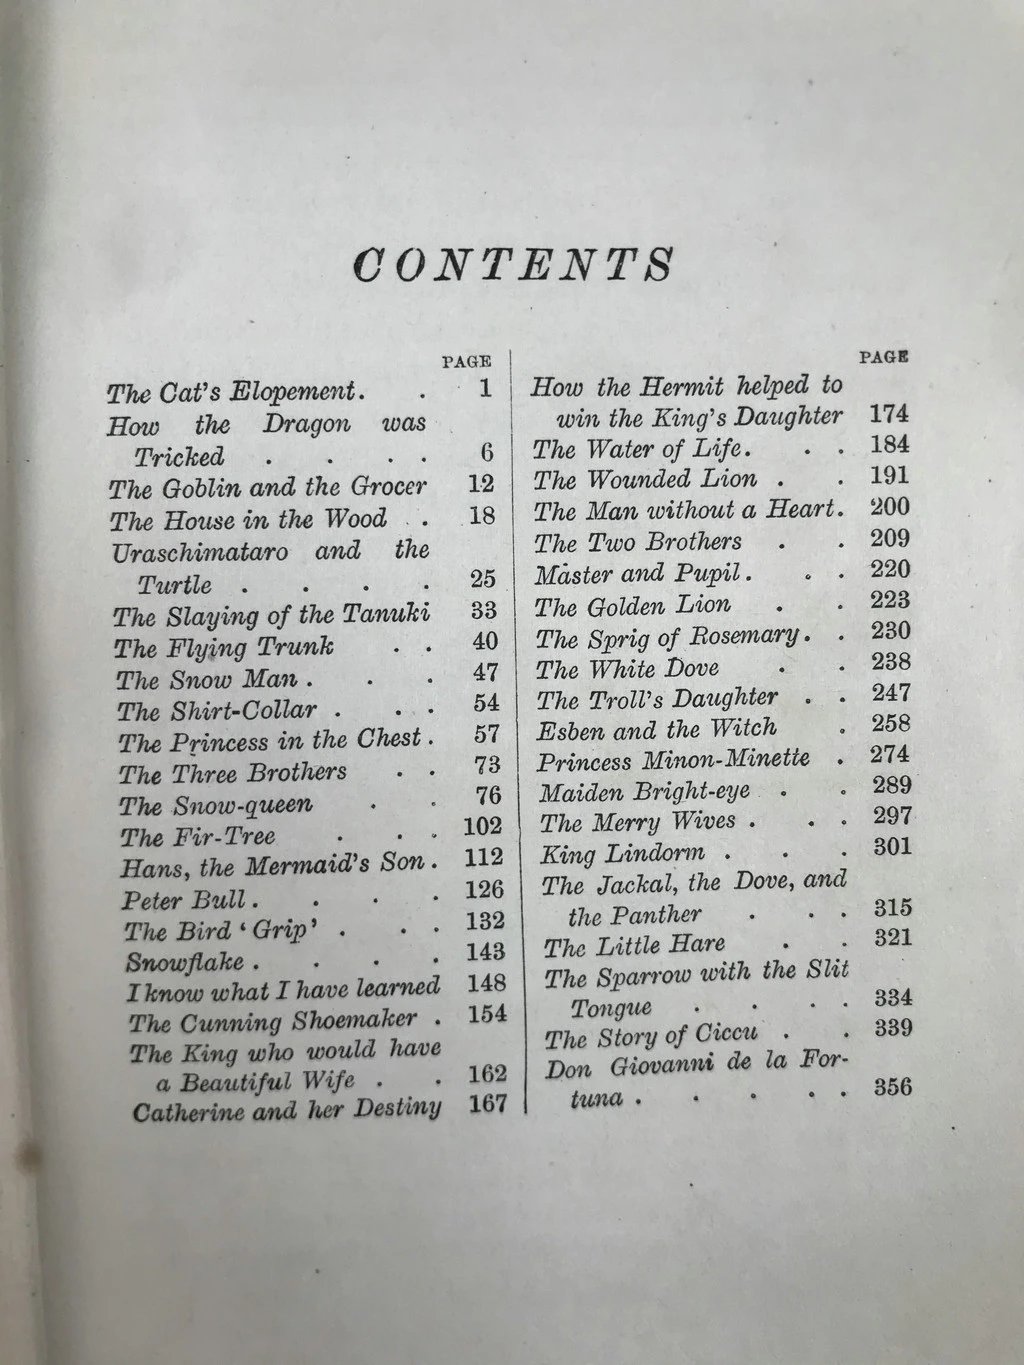 CONTENTS
PAGE
The Cat's Elopement. . 1
How the Dragon was
Tricked . . . . 6
The Goblin and the Grocer 12
The House in the Wood . . 18
Uraschimataro and the
Turtle . . . . 25
The Slaying of the Tanuki 33
The Flying Trunk . . 40
The Snow Man . . . 47
The Shirt-Collar . . . 54
The Princess in the Chest . 57
The Three Brothers . . 73
The Snow-queen . . 76
The Fir-Tree . . . 102
Hans, the Mermaid's Son . 112
Peter Bull . . . . 126
The Bird 'Grip' . . . 132
Snowflake . . . . 143
I know what I have learned 148
The Cunning Shoemaker . 154
The King who would have
a Beautiful Wife . . 162
Catherine and her Destiny 167
PAGE
How the Hermit helped to
win the King's Daughter 174
The Water of Life. . . 184
The Wounded Lion . . 191
The Man without a Heart. 200
The Two Brothers . . 209
Master and Pupil . . . 220
The Golden Lion . . 223
The Sprig of Rosemary . . 230
The White Dove . . 238
The Troll's Daughter . . 247
Esben and the Witch . 258
Princess Minon-Minette . 274
Maiden Bright-eye . . 289
The Merry Wives . . . 297
King Lindorm . . . 301
The Jackal, the Dove, and
the Panther . . . 315
The Little Hare . . 321
The Sparrow with the Slit
Tongue . . . . 334
The Story of Ciccu . . 339
Don Giovanni de la For-
tuna . . . . . 356